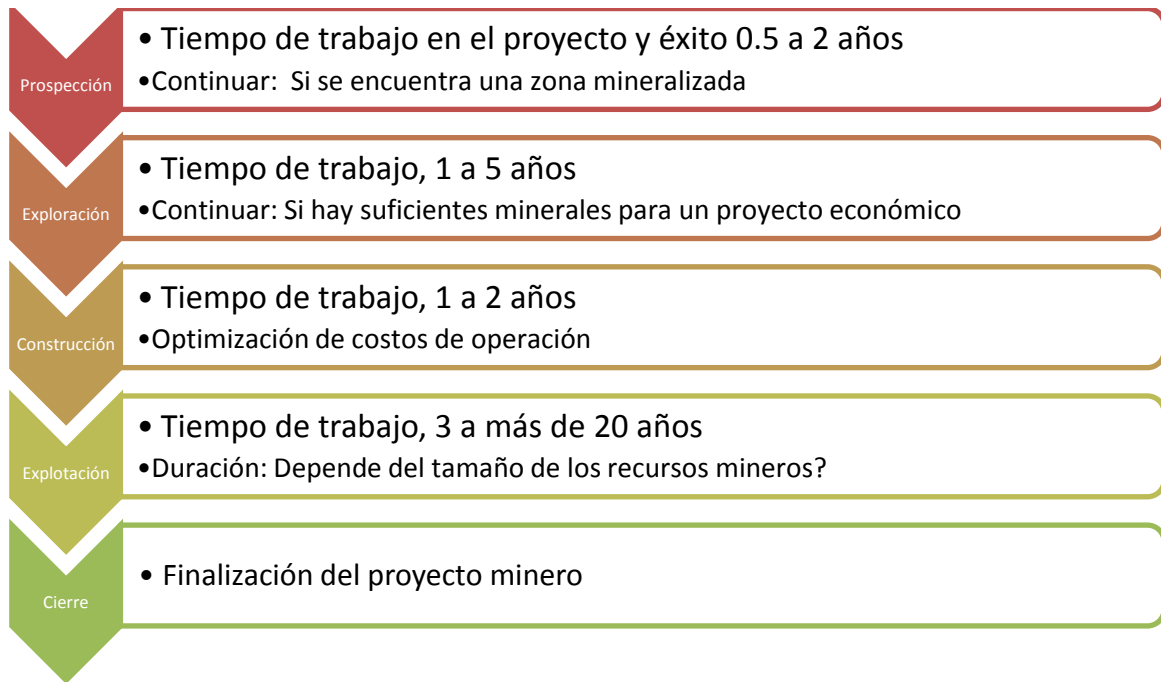 Prospección
• Tiempo de trabajo en el proyecto y éxito 0.5 a 2 años
•Continuar:  Si se encuentra una zona mineralizada
Exploración
• Tiempo de trabajo, 1 a 5 años
•Continuar: Si hay suficientes minerales para un proyecto económico
Construcción
• Tiempo de trabajo, 1 a 2 años
•Optimización de costos de operación
Explotación
• Tiempo de trabajo, 3 a más de 20 años
•Duración: Depende del tamaño de los recursos mineros?
Cierre
• Finalización del proyecto minero